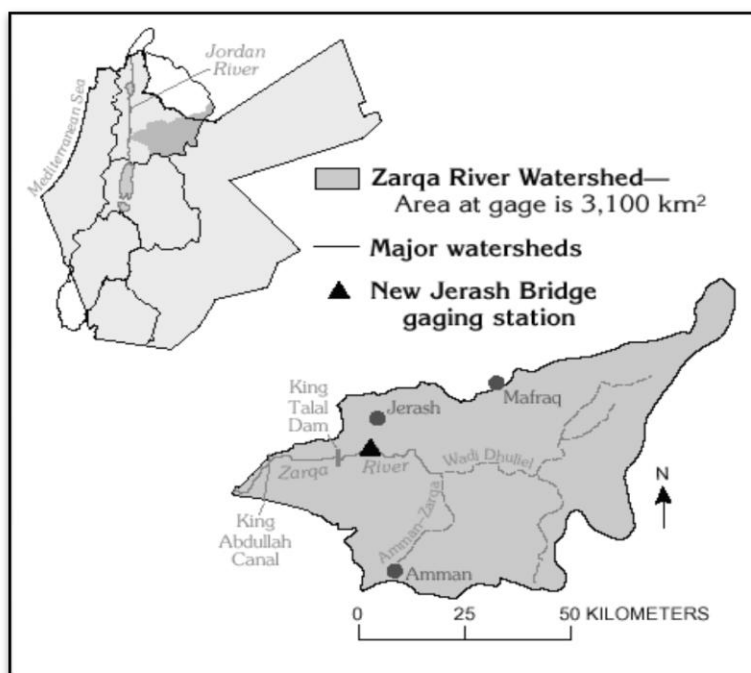 Jordan
River
Mediterranean Sea
Zarqa River Watershed—
Area at gage is 3,100 km²
Major watersheds
New Jerash Bridge
gaging station
King
Talal
Dam
Jerash
Mafraq
Zarqa River
Wadi Dhuliel
N
King
Abdullah
Canal
Amman-Zarqa
Amman
0 25 50 KILOMETERS